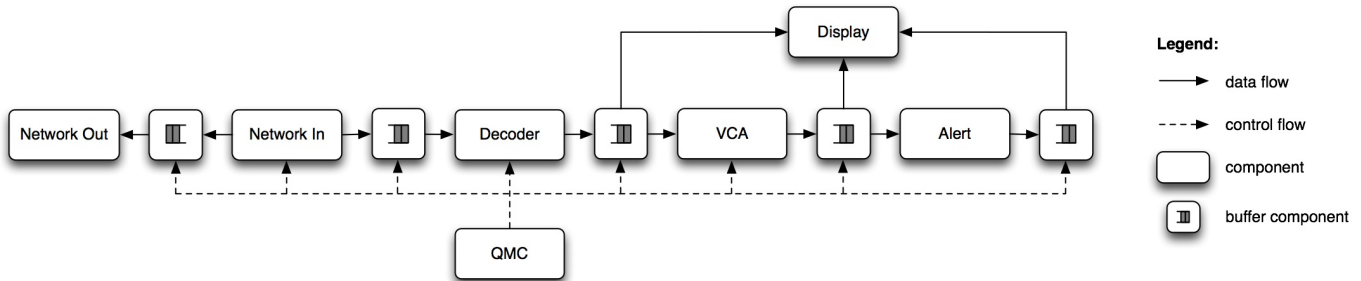 Display
Legend:
data flow
control flow
component
buffer component
Network Out
Network In
Decoder
VCA
Alert
QMC